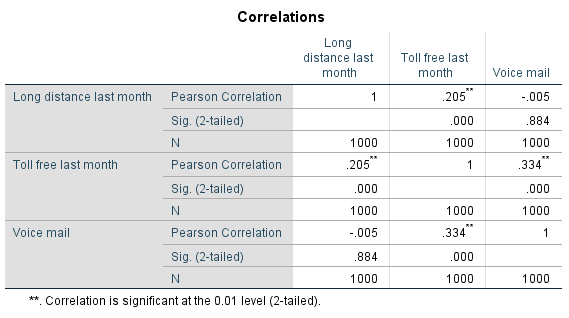 Correlations
Long distance last month Toll free last month Voice mail
Long distance last month Pearson Correlation 1 .205** -.005
Sig. (2-tailed) .000 .884
N 1000 1000 1000
Toll free last month Pearson Correlation .205** 1 .334**
Sig. (2-tailed) .000 .000
N 1000 1000 1000
Voice mail Pearson Correlation -.005 .334** 1
Sig. (2-tailed) .884 .000
N 1000 1000 1000
**. Correlation is significant at the 0.01 level (2-tailed).